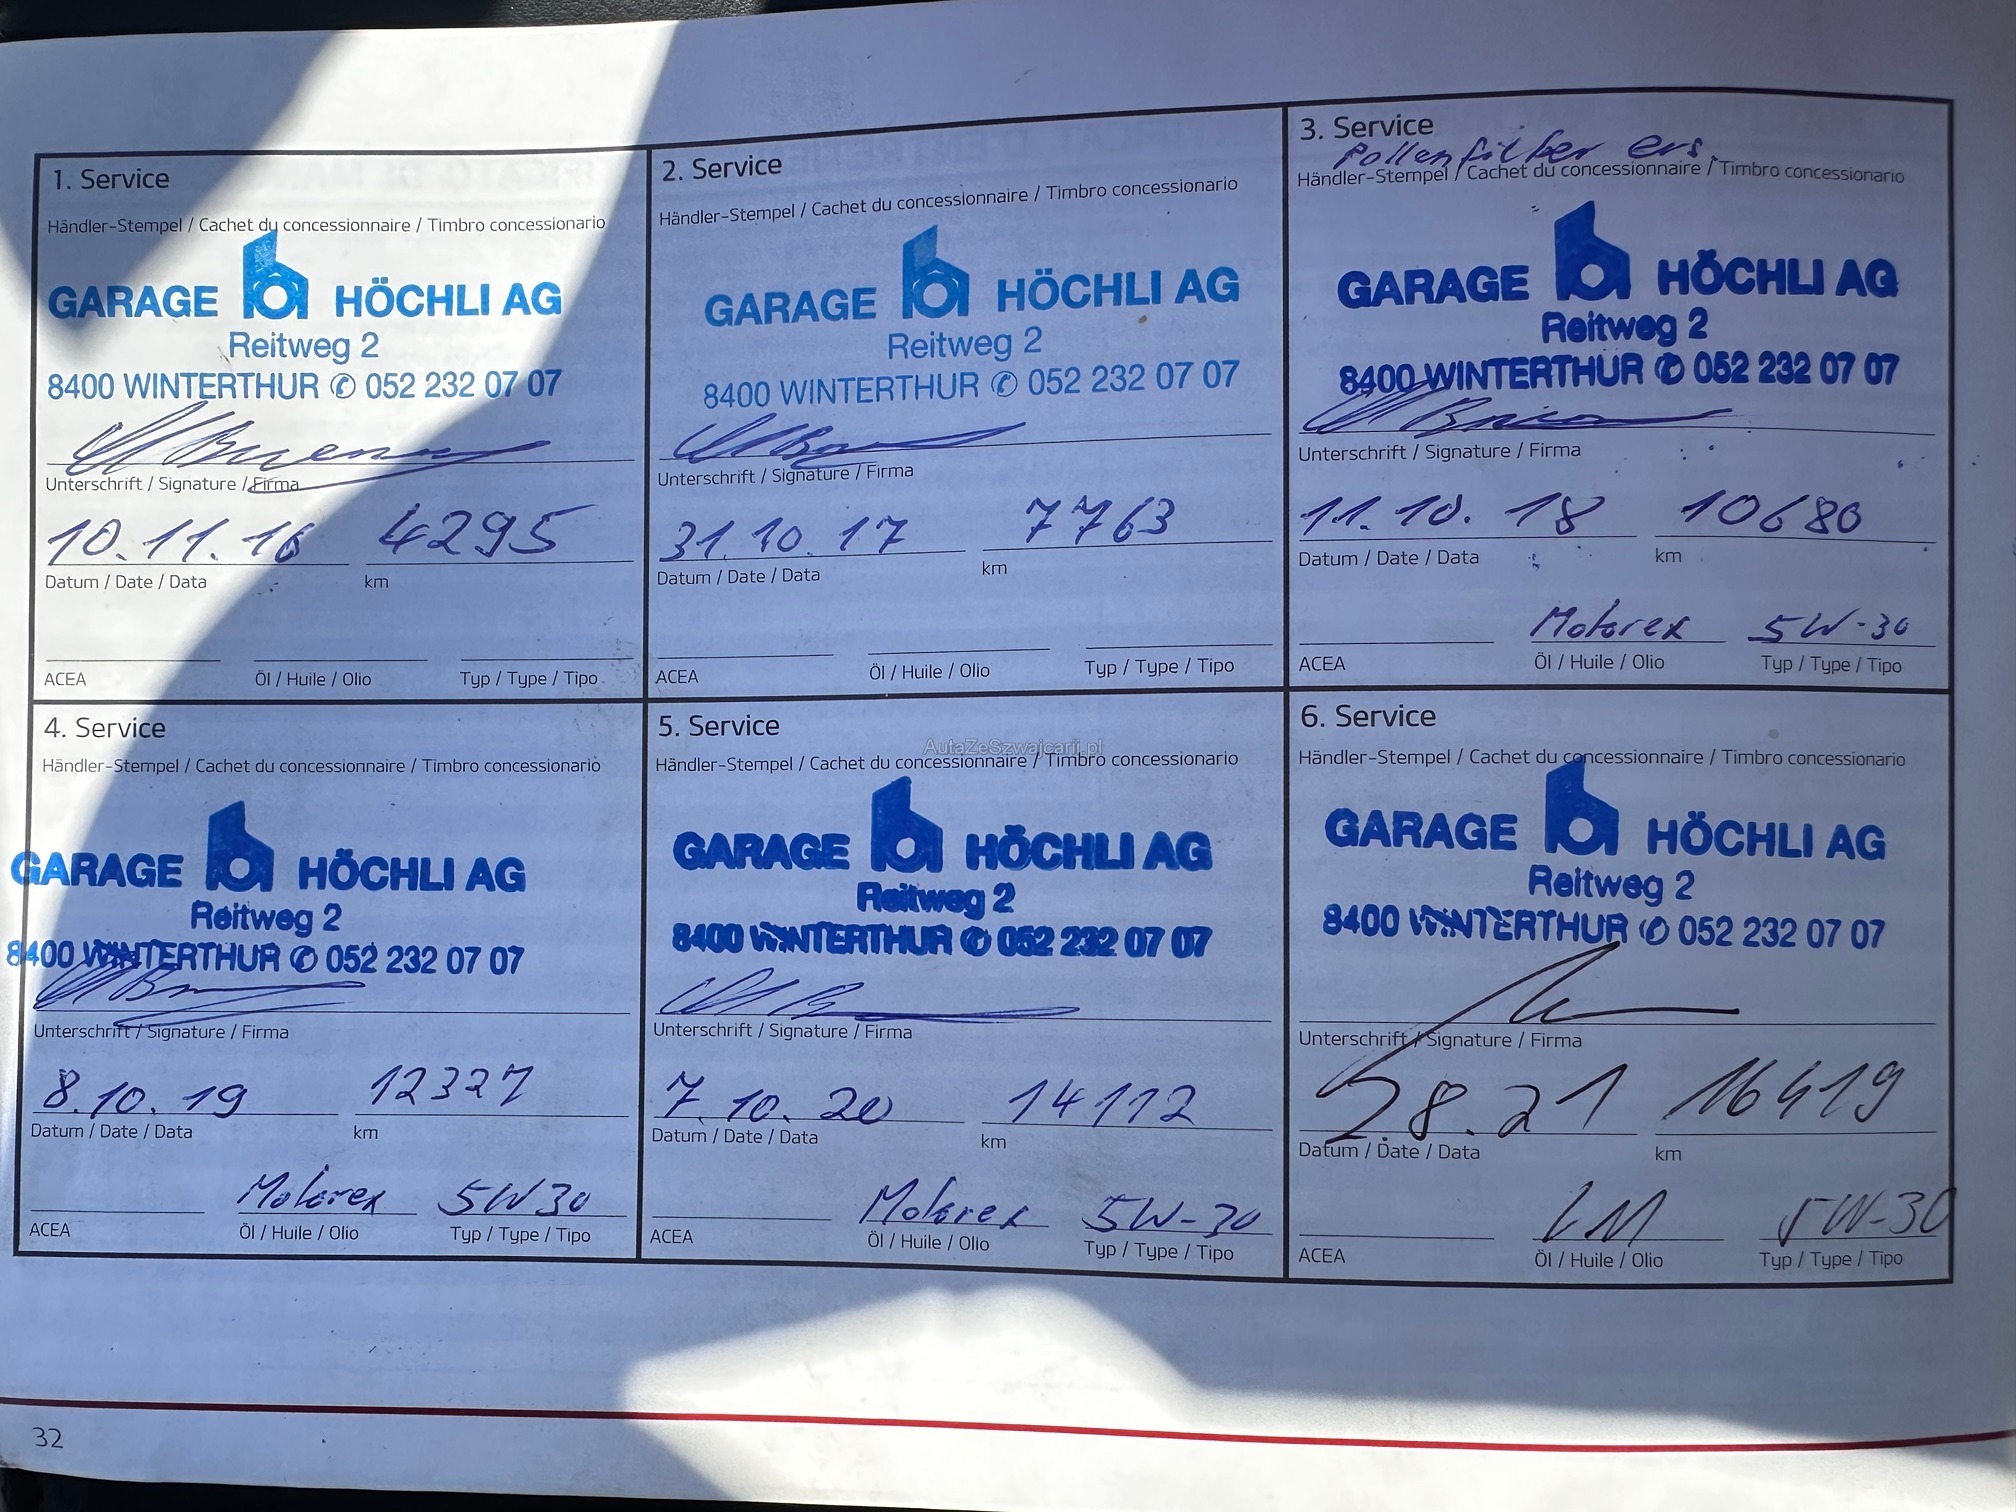 1. Service
Händler-Stempel / Cachet du concessionnaire / Timbro concessionario
GARAGE HÖCHLI AG
Reitweg 2
8400 WINTERTHUR ✆ 052 232 07 07
Unterschrift / Signature / Firma
10.11.16 4295
Datum / Date / Data km
ACEA Öl / Huile / Olio Typ / Type / Tipo
2. Service
Händler-Stempel / Cachet du concessionnaire / Timbro concessionario
GARAGE HÖCHLI AG
Reitweg 2
8400 WINTERTHUR ✆ 052 232 07 07
Unterschrift / Signature / Firma
31.10.17 7763
Datum / Date / Data km
ACEA Öl / Huile / Olio Typ / Type / Tipo
3. Service
Pollenfilter ers.
Händler-Stempel / Cachet du concessionnaire / Timbro concessionario
GARAGE HÖCHLI AG
Reitweg 2
8400 WINTERTHUR ✆ 052 232 07 07
Unterschrift / Signature / Firma
11.10.18 10680
Datum / Date / Data km
Motorex 5W-30
ACEA Öl / Huile / Olio Typ / Type / Tipo
4. Service
Händler-Stempel / Cachet du concessionnaire / Timbro concessionario
GARAGE HÖCHLI AG
Reitweg 2
8400 WINTERTHUR ✆ 052 232 07 07
Unterschrift / Signature / Firma
8.10.19 12327
Datum / Date / Data km
Motorex 5W30
ACEA Öl / Huile / Olio Typ / Type / Tipo
5. Service
AutaZeSzwajcarii.pl
Händler-Stempel / Cachet du concessionnaire / Timbro concessionario
GARAGE HÖCHLI AG
Reitweg 2
8400 WINTERTHUR ✆ 052 232 07 07
Unterschrift / Signature / Firma
7.10.20 14112
Datum / Date / Data km
Motorex 5W-30
ACEA Öl / Huile / Olio Typ / Type / Tipo
6. Service
Händler-Stempel / Cachet du concessionnaire / Timbro concessionario
GARAGE HÖCHLI AG
Reitweg 2
8400 WINTERTHUR ✆ 052 232 07 07
Unterschrift / Signature / Firma
8.21 16419
Datum / Date / Data km
LM 5W-30
ACEA Öl / Huile / Olio Typ / Type / Tipo
32